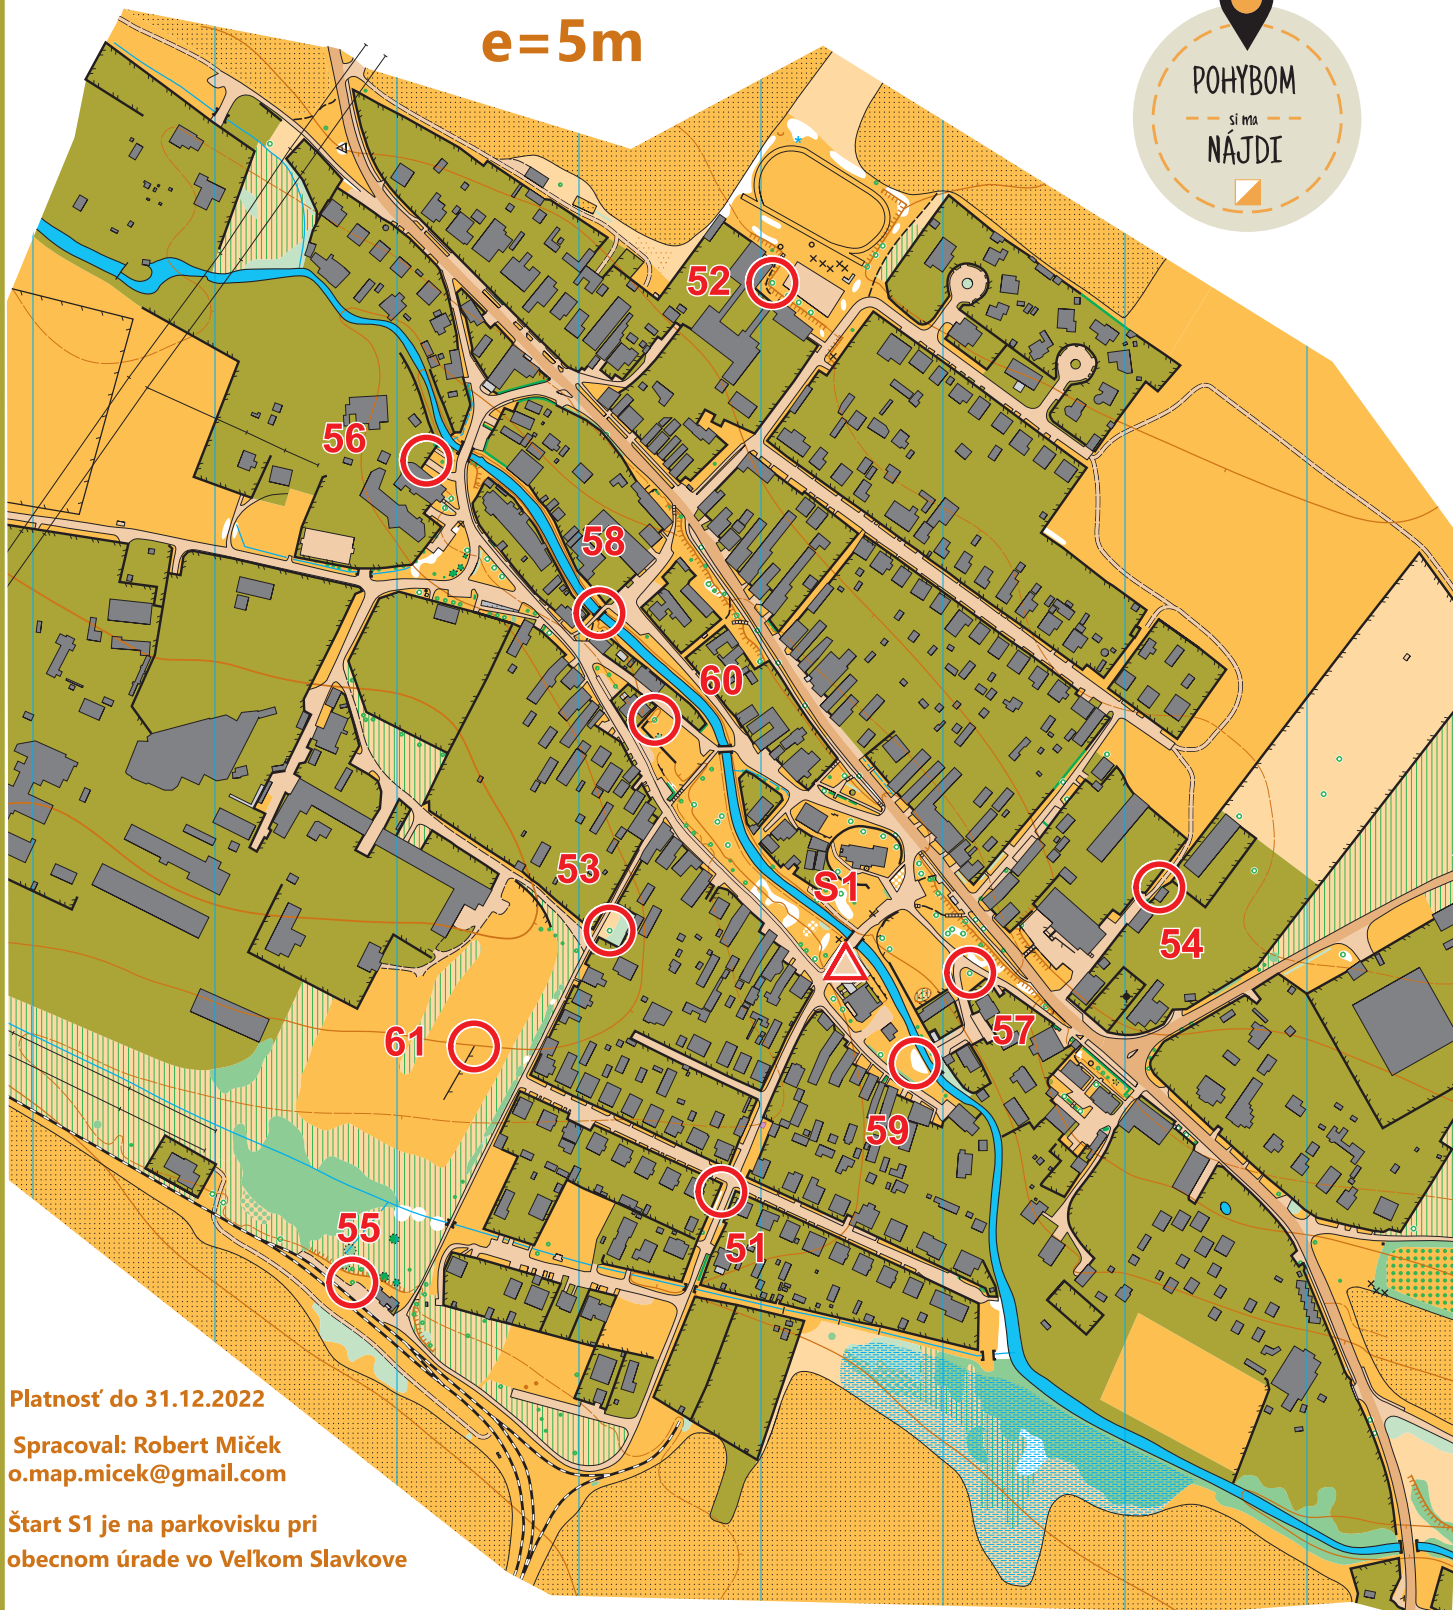 e=5m
POHYBOM
si ma
NÁJDI
52
56
58
60
53
S1
54
57
61
59
55
51
Platnosť do 31.12.2022
Spracoval: Robert Miček
o.map.micek@gmail.com
Štart S1 je na parkovisku pri
obecnom úrade vo Veľkom Slavkove